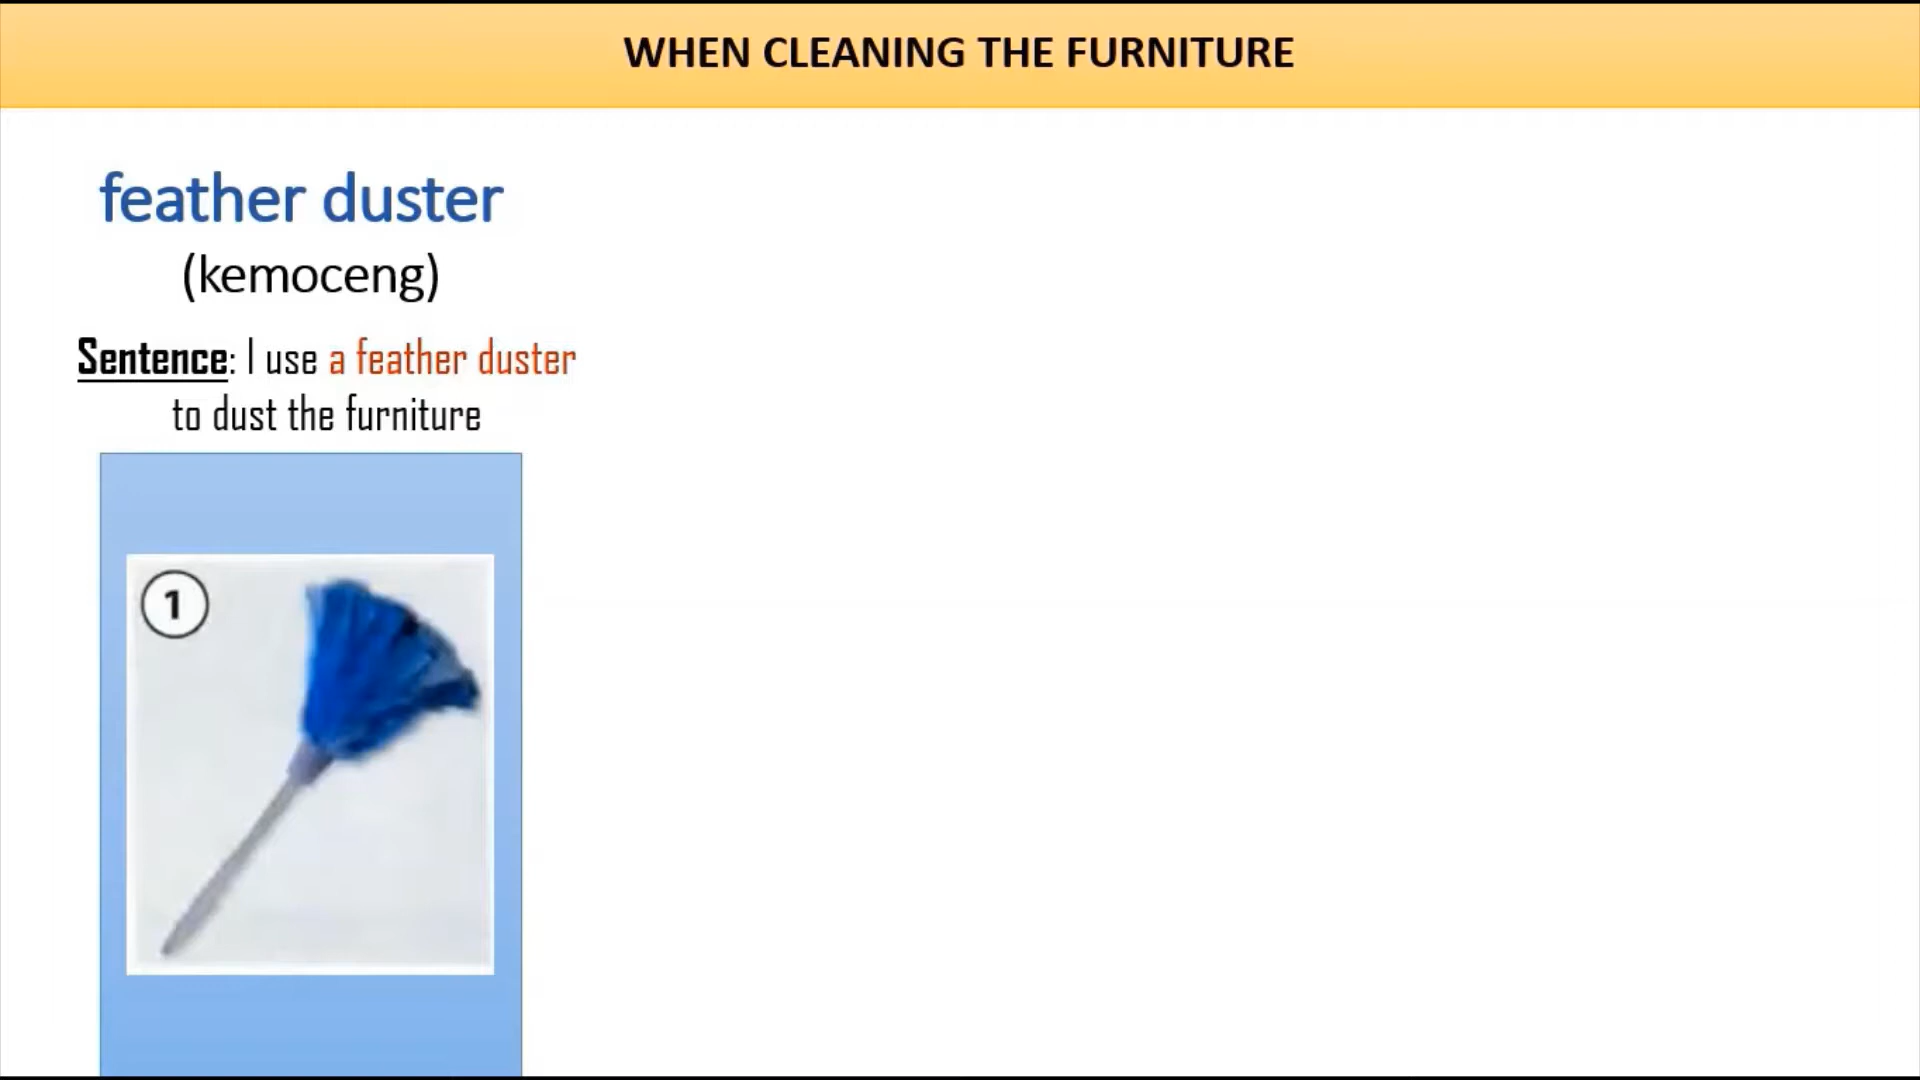 WHEN CLEANING THE FURNITURE
feather duster
(kemoceng)
Sentence: I use a feather duster
to dust the furniture
1